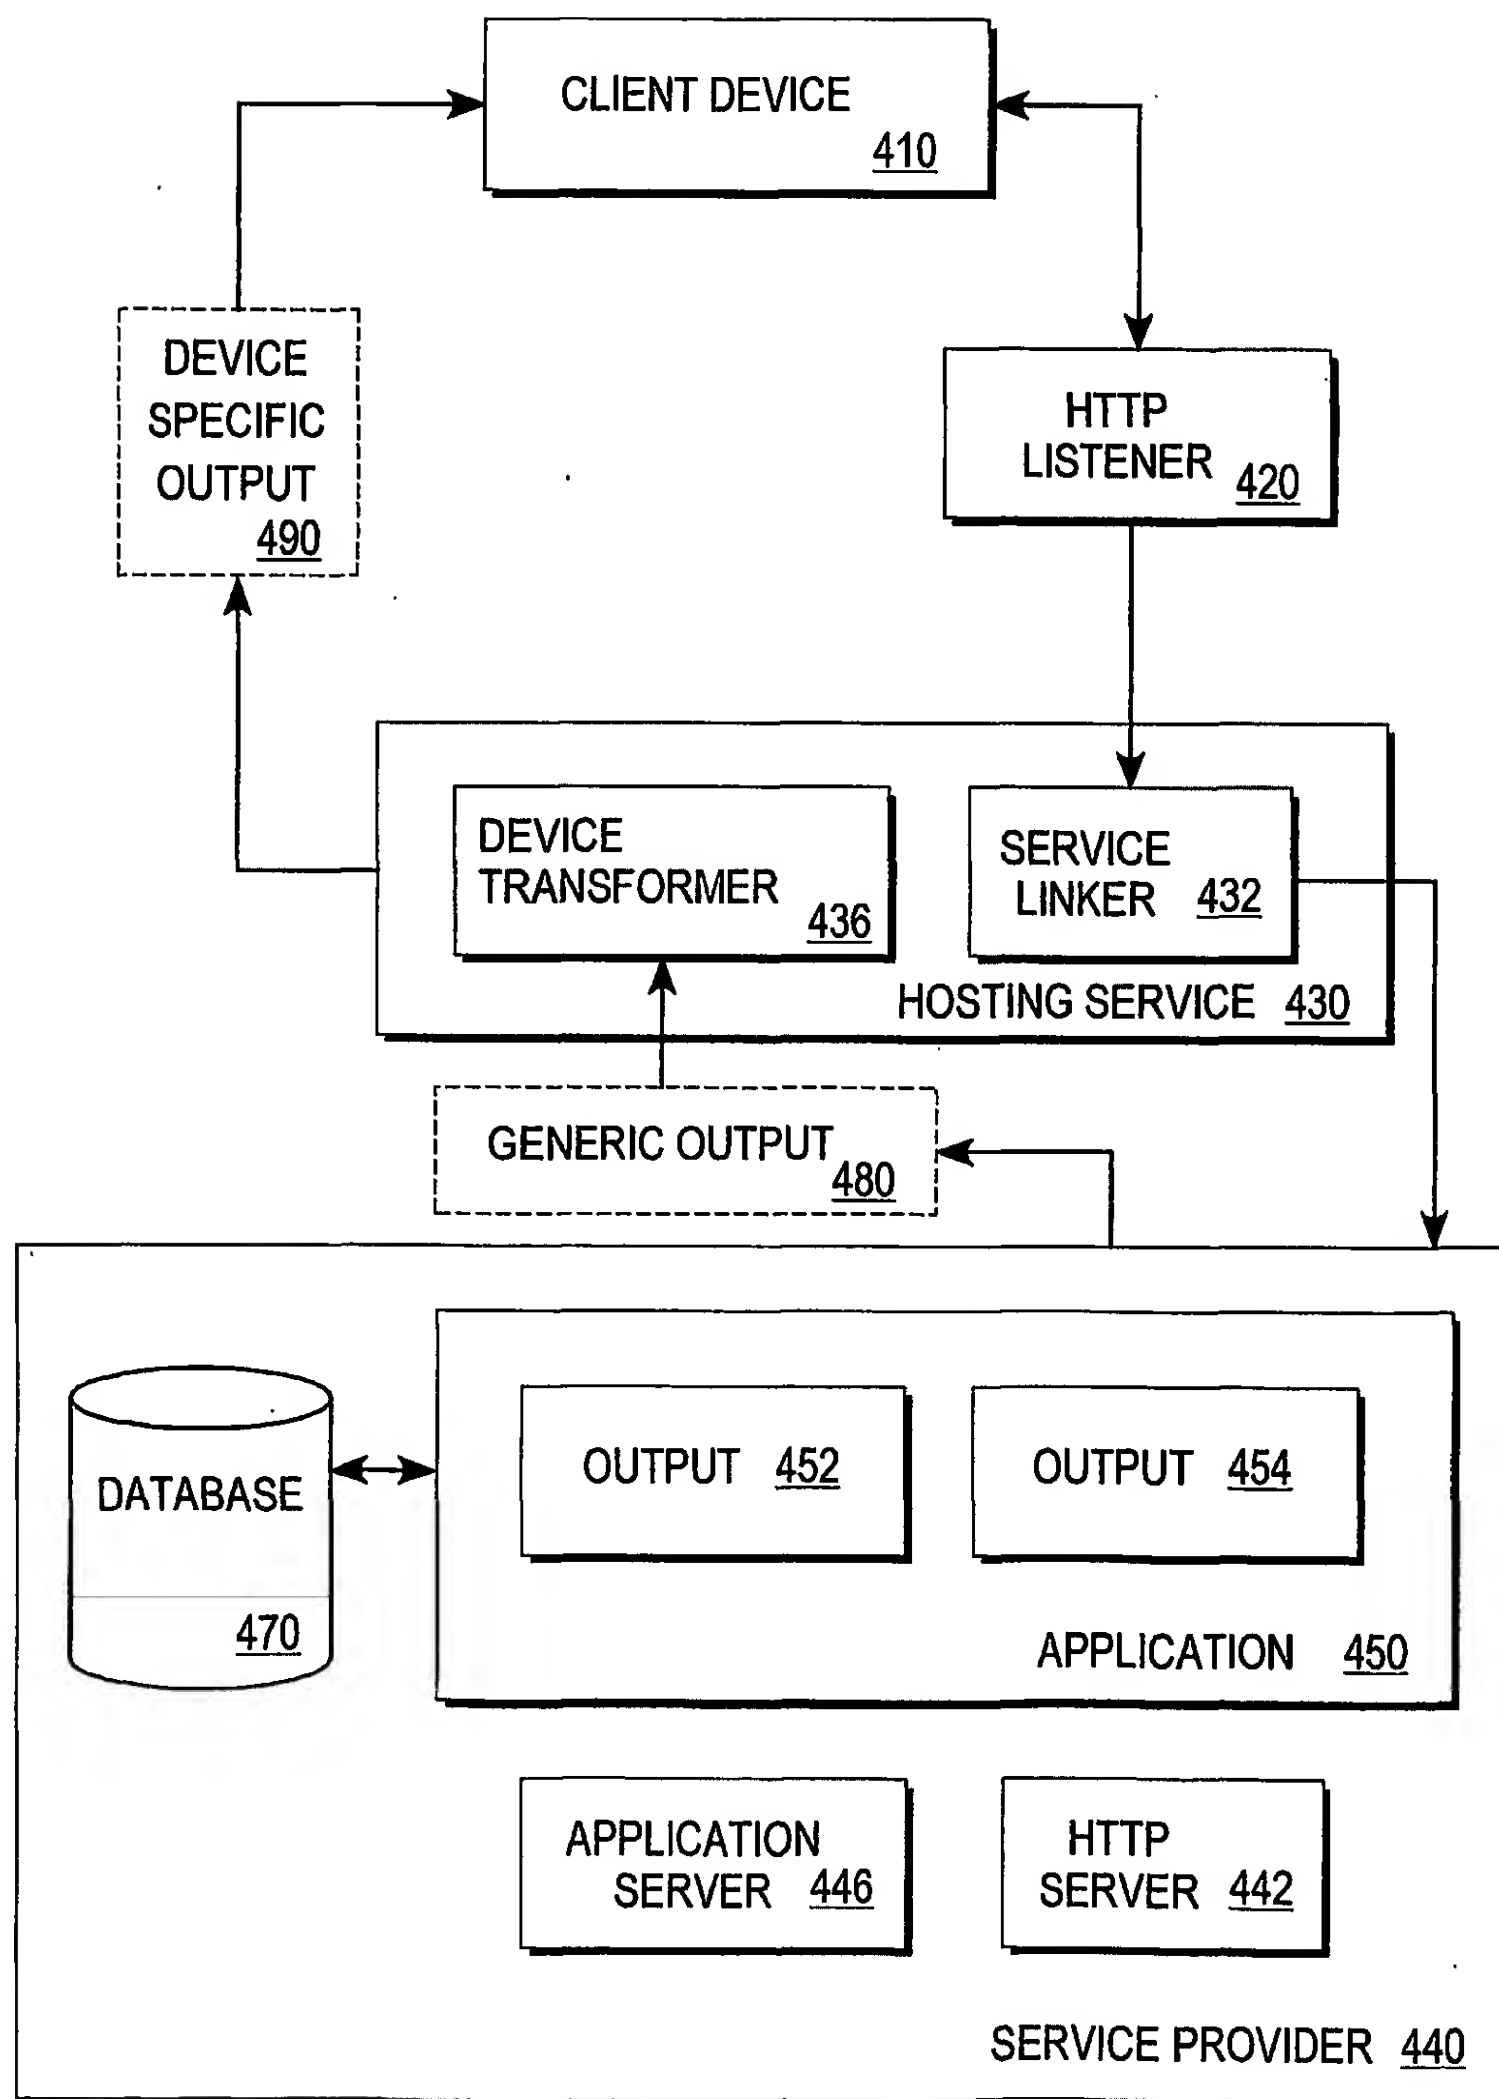 CLIENT DEVICE
410
DEVICE
SPECIFIC
OUTPUT
490
HTTP
LISTENER 420
DEVICE
TRANSFORMER
436
SERVICE
LINKER 432
HOSTING SERVICE 430
GENERIC OUTPUT
480
DATABASE
470
OUTPUT 452
OUTPUT 454
APPLICATION 450
APPLICATION
SERVER 446
HTTP
SERVER 442
SERVICE PROVIDER 440